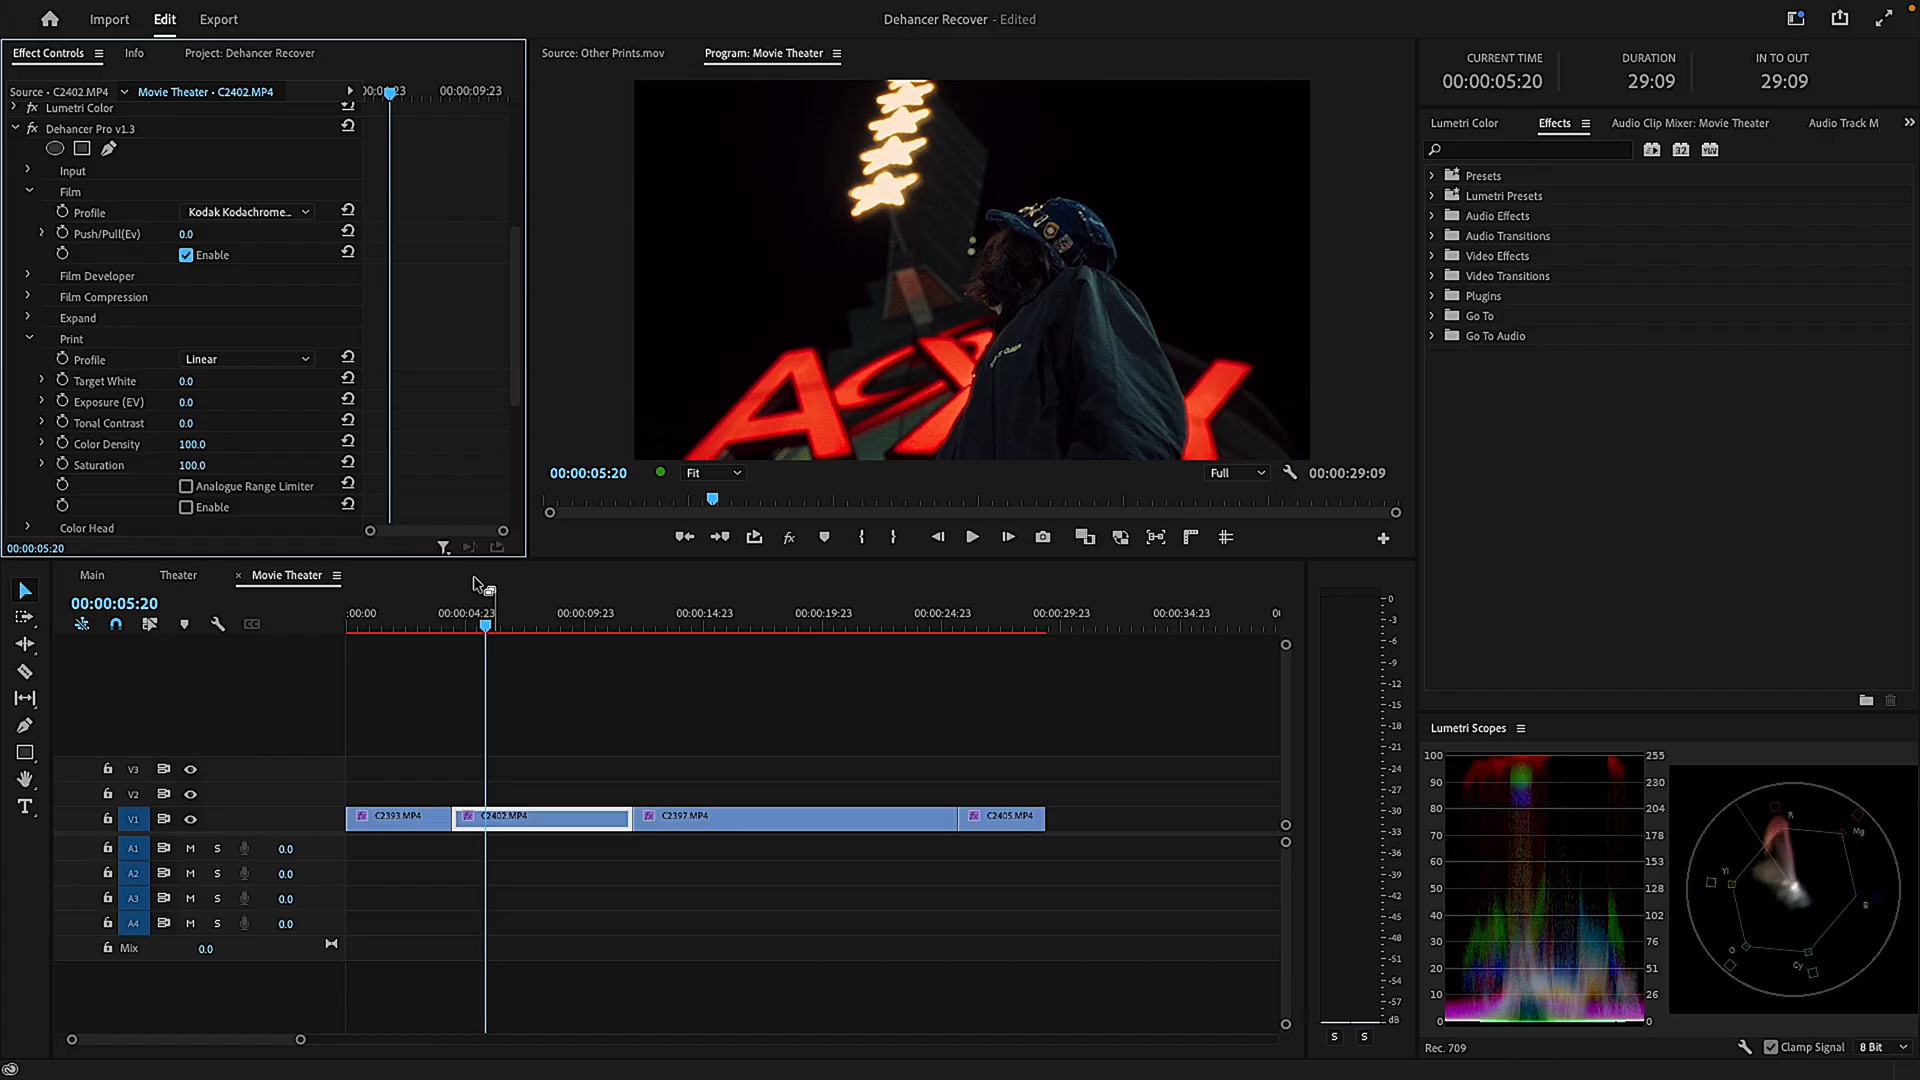 Import
Edit
Export
Dehancer Recover - Edited
Effect Controls
Info
Project: Dehancer Recover
Source • C2402.MP4
Movie Theater • C2402.MP4
00:00:09:23
fx Lumetri Color
fx Dehancer Pro v1.3
Input
Film
Profile Kodak Kodachrome...
Push/Pull(Ev) 0.0
Enable
Film Developer
Film Compression
Expand
Print
Profile Linear
Target White 0.0
Exposure (EV) 0.0
Tonal Contrast 0.0
Color Density 100.0
Saturation 100.0
Analogue Range Limiter
Enable
Color Head
00:00:05:20
Source: Other Prints.mov
Program: Movie Theater
00:00:05:20
Fit
Full
00:00:29:09
CURRENT TIME
00:00:05:20
DURATION
29:09
IN TO OUT
29:09
Lumetri Color
Effects
Audio Clip Mixer: Movie Theater
Audio Track M
32
YUV
Presets
Lumetri Presets
Audio Effects
Audio Transitions
Video Effects
Video Transitions
Plugins
Go To
Go To Audio
Main
Theater
× Movie Theater
00:00:05:20
:00:00
00:00:04:23
00:00:09:23
00:00:14:23
00:00:19:23
00:00:24:23
00:00:29:23
00:00:34:23
V3
V2
V1
fx C2393.MP4
fx C2402.MP4
fx C2397.MP4
fx C2405.MP4
A1 M S 0.0
A2 M S 0.0
A3 M S 0.0
A4 M S 0.0
Mix 0.0
0
-3
-6
-9
-12
-15
-18
-21
-24
-27
-30
-33
-36
-39
-42
-45
-48
-51
-54
-57
dB
S S
Lumetri Scopes
100 255
90 230
80 204
70 178
60 153
50 128
40 102
30 76
20 51
10 26
0 0
R
Mg
B
Cy
G
Yl
Rec. 709
Clamp Signal
8 Bit